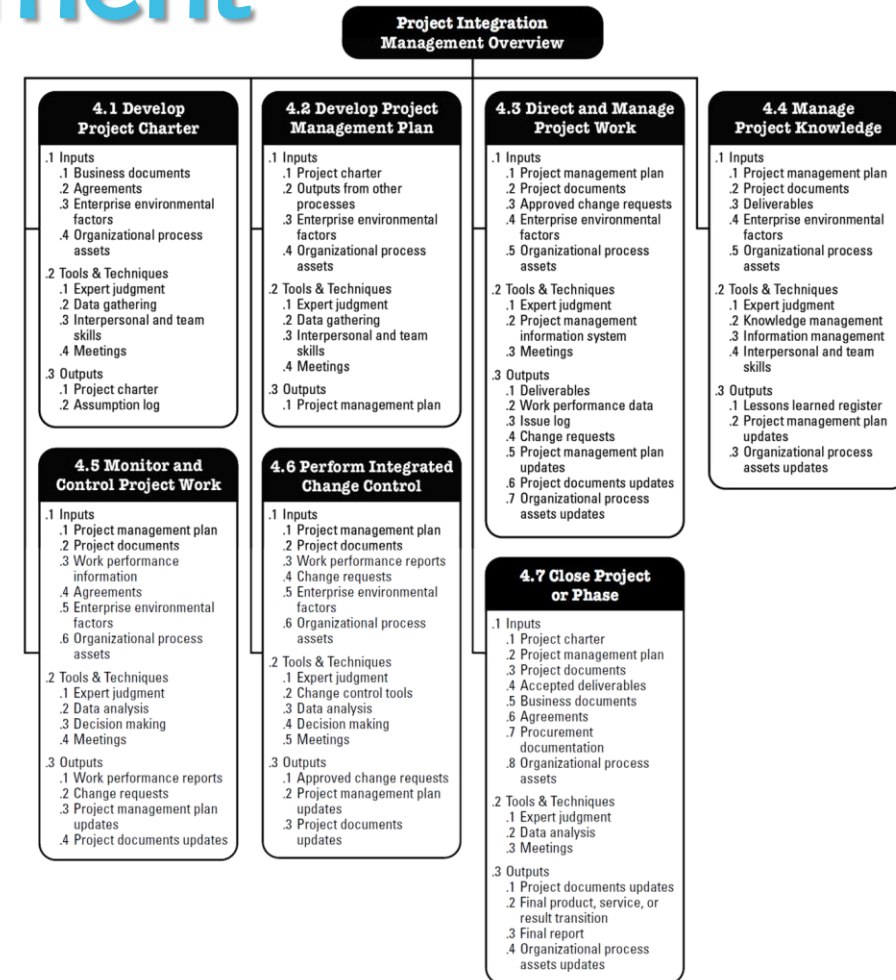 ment
Project Integration
Management Overview
4.1 Develop
Project Charter
.1 Inputs
.1 Business documents
.2 Agreements
.3 Enterprise environmental
factors
.4 Organizational process
assets
.2 Tools & Techniques
.1 Expert judgment
.2 Data gathering
.3 Interpersonal and team
skills
.4 Meetings
.3 Outputs
.1 Project charter
.2 Assumption log
4.2 Develop Project
Management Plan
.1 Inputs
.1 Project charter
.2 Outputs from other
processes
.3 Enterprise environmental
factors
.4 Organizational process
assets
.2 Tools & Techniques
.1 Expert judgment
.2 Data gathering
.3 Interpersonal and team
skills
.4 Meetings
.3 Outputs
.1 Project management plan
4.3 Direct and Manage
Project Work
.1 Inputs
.1 Project management plan
.2 Project documents
.3 Approved change requests
.4 Enterprise environmental
factors
.5 Organizational process
assets
.2 Tools & Techniques
.1 Expert judgment
.2 Project management
information system
.3 Meetings
.3 Outputs
.1 Deliverables
.2 Work performance data
.3 Issue log
.4 Change requests
.5 Project management plan
updates
.6 Project documents updates
.7 Organizational process
assets updates
4.4 Manage
Project Knowledge
.1 Inputs
.1 Project management plan
.2 Project documents
.3 Deliverables
.4 Enterprise environmental
factors
.5 Organizational process
assets
.2 Tools & Techniques
.1 Expert judgment
.2 Knowledge management
.3 Information management
.4 Interpersonal and team
skills
.3 Outputs
.1 Lessons learned register
.2 Project management plan
updates
.3 Organizational process
assets updates
4.5 Monitor and
Control Project Work
.1 Inputs
.1 Project management plan
.2 Project documents
.3 Work performance
information
.4 Agreements
.5 Enterprise environmental
factors
.6 Organizational process
assets
.2 Tools & Techniques
.1 Expert judgment
.2 Data analysis
.3 Decision making
.4 Meetings
.3 Outputs
.1 Work performance reports
.2 Change requests
.3 Project management plan
updates
.4 Project documents updates
4.6 Perform Integrated
Change Control
.1 Inputs
.1 Project management plan
.2 Project documents
.3 Work performance reports
.4 Change requests
.5 Enterprise environmental
factors
.6 Organizational process
assets
.2 Tools & Techniques
.1 Expert judgment
.2 Change control tools
.3 Data analysis
.4 Decision making
.5 Meetings
.3 Outputs
.1 Approved change requests
.2 Project management plan
updates
.3 Project documents
updates
4.7 Close Project
or Phase
.1 Inputs
.1 Project charter
.2 Project management plan
.3 Project documents
.4 Accepted deliverables
.5 Business documents
.6 Agreements
.7 Procurement
documentation
.8 Organizational process
assets
.2 Tools & Techniques
.1 Expert judgment
.2 Data analysis
.3 Meetings
.3 Outputs
.1 Project documents updates
.2 Final product, service, or
result transition
.3 Final report
.4 Organizational process
assets updates